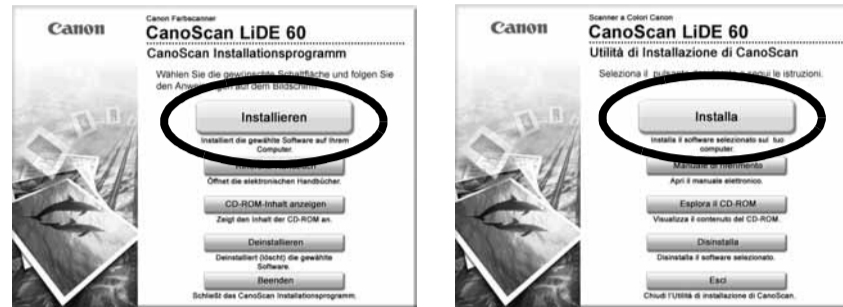 Canon
Canon Farbscanner
CanoScan LiDE 60
CanoScan Installationsprogramm
Wählen Sie die gewünschte Schaltfläche und folgen Sie
den Anweisungen auf dem Bildschirm.
Installieren
Installiert die gewählte Software auf Ihrem
Computer.
Öffnet die elektronischen Handbücher.
CD-ROM-Inhalt anzeigen
Zeigt den Inhalt der CD-ROM an.
Deinstallieren
Deinstalliert (löscht) die gewählte
Software.
Beenden
Schließt das CanoScan Installationsprogramm.
Canon
Scanner a Colori Canon
CanoScan LiDE 60
Utilità di Installazione di CanoScan
Seleziona il pulsante e segui le istruzioni.
Installa
Installa il software selezionato sul tuo
computer.
Manuale di riferimento
Apri il manuale elettronico.
Esplora il CD-ROM
Visualizza il contenuto del CD-ROM.
Disinstalla
Disinstalla il software selezionato.
Esci
Chiudi l'Utilità di installazione di CanoScan.